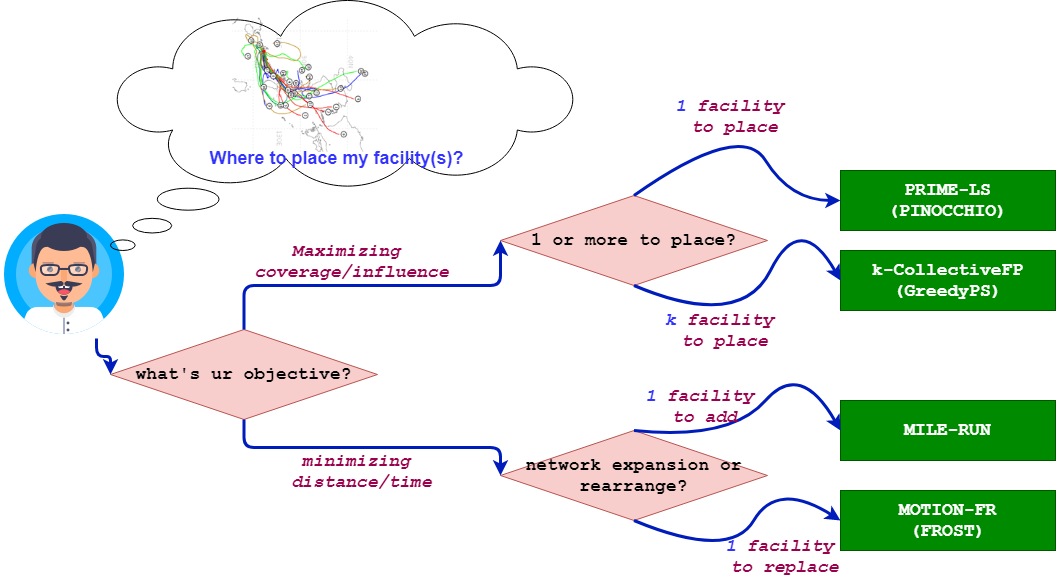 Where to place my facility(s)?
1 facility
to place
PRIME-LS
(PINOCCHIO)
Maximizing
coverage/influence
1 or more to place?
k-CollectiveFP
(GreedyPS)
k facility
to place
what's ur objective?
1 facility
to add
MILE-RUN
minimizing
distance/time
network expansion or
rearrange?
MOTION-FR
(FROST)
1 facility
to replace